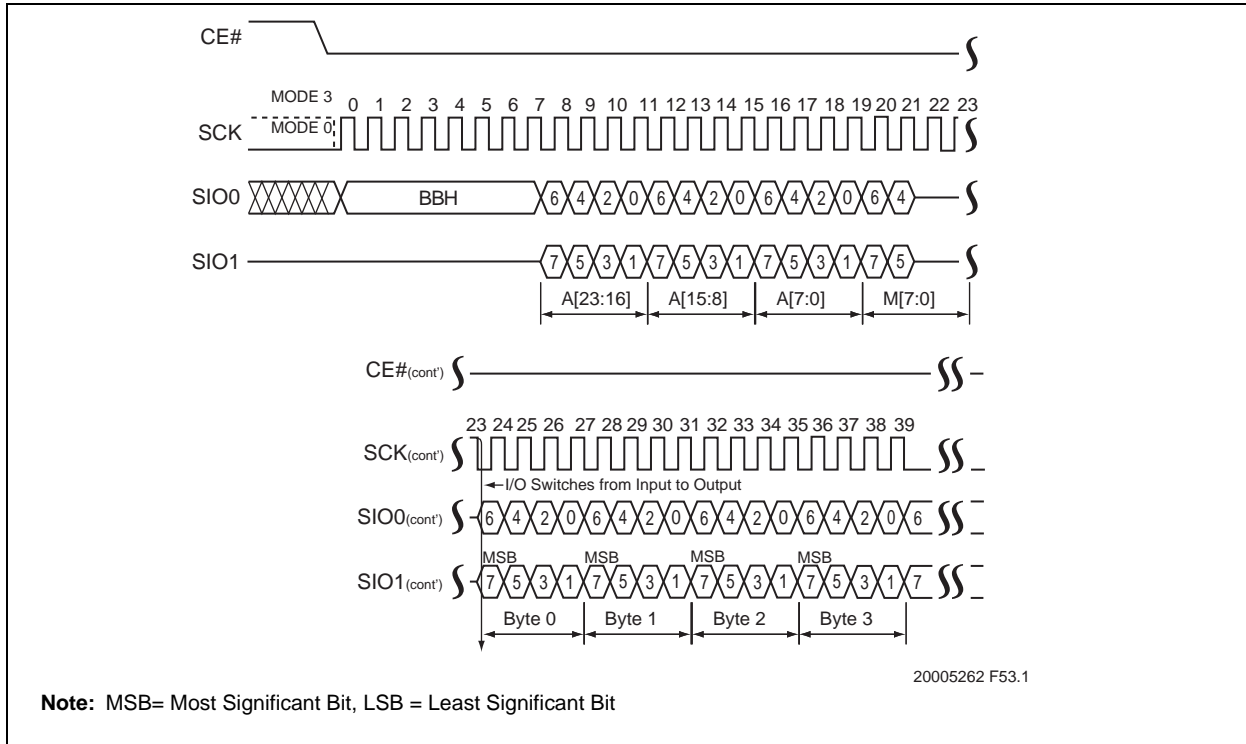 CE#
MODE 3
0 1 2 3 4 5 6 7 8 9 10 11 12 13 14 15 16 17 18 19 20 21 22 23
SCK
MODE 0
SIO0 BBH 6 4 2 0 6 4 2 0 6 4 2 0 6 4
SIO1 7 5 3 1 7 5 3 1 7 5 3 1 7 5
A[23:16] A[15:8] A[7:0] M[7:0]
CE#(cont')
23 24 25 26 27 28 29 30 31 32 33 34 35 36 37 38 39
SCK(cont')
I/O Switches from Input to Output
SIO0(cont') 6 4 2 0 6 4 2 0 6 4 2 0 6 4 2 0 6
MSB MSB MSB MSB
SIO1(cont') 7 5 3 1 7 5 3 1 7 5 3 1 7 5 3 1 7
Byte 0 Byte 1 Byte 2 Byte 3
20005262 F53.1
Note: MSB= Most Significant Bit, LSB = Least Significant Bit